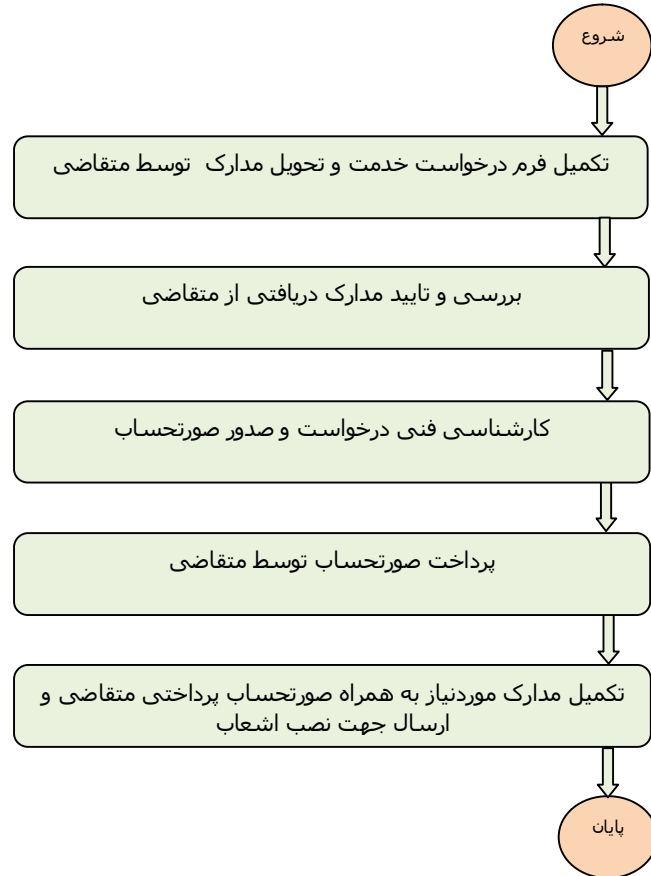 شروع
تکمیل فرم درخواست خدمت و تحویل مدارک توسط متقاضی
بررسی و تایید مدارک دریافتی از متقاضی
کارشناسی فنی درخواست و صدور صورتحساب
پرداخت صورتحساب توسط متقاضی
تکمیل مدارک موردنیاز به همراه صورتحساب پرداختی متقاضی و
ارسال جهت نصب اشعاب
پایان